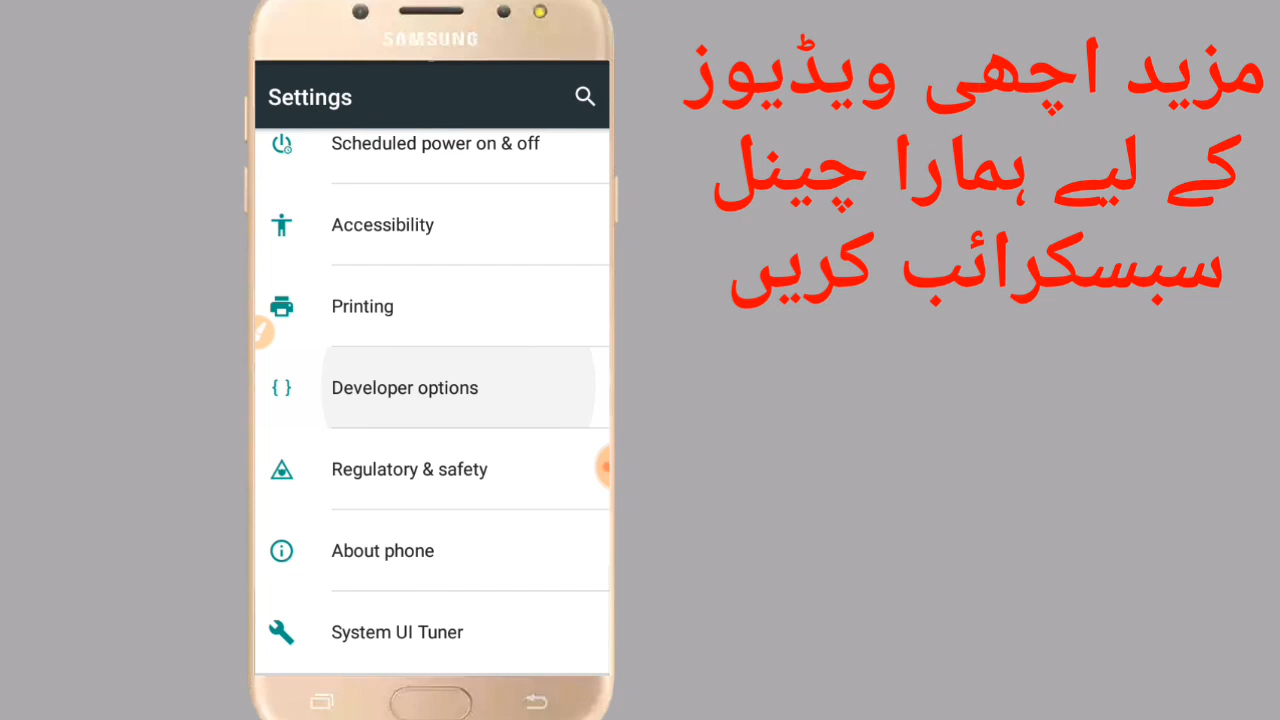 SAMSUNG
Settings
Scheduled power on & off
Accessibility
Printing
Developer options
Regulatory & safety
About phone
System UI Tuner
مزید اچھی ویڈیوز
کے لیے ہمارا چینل
سبسکرائب کریں